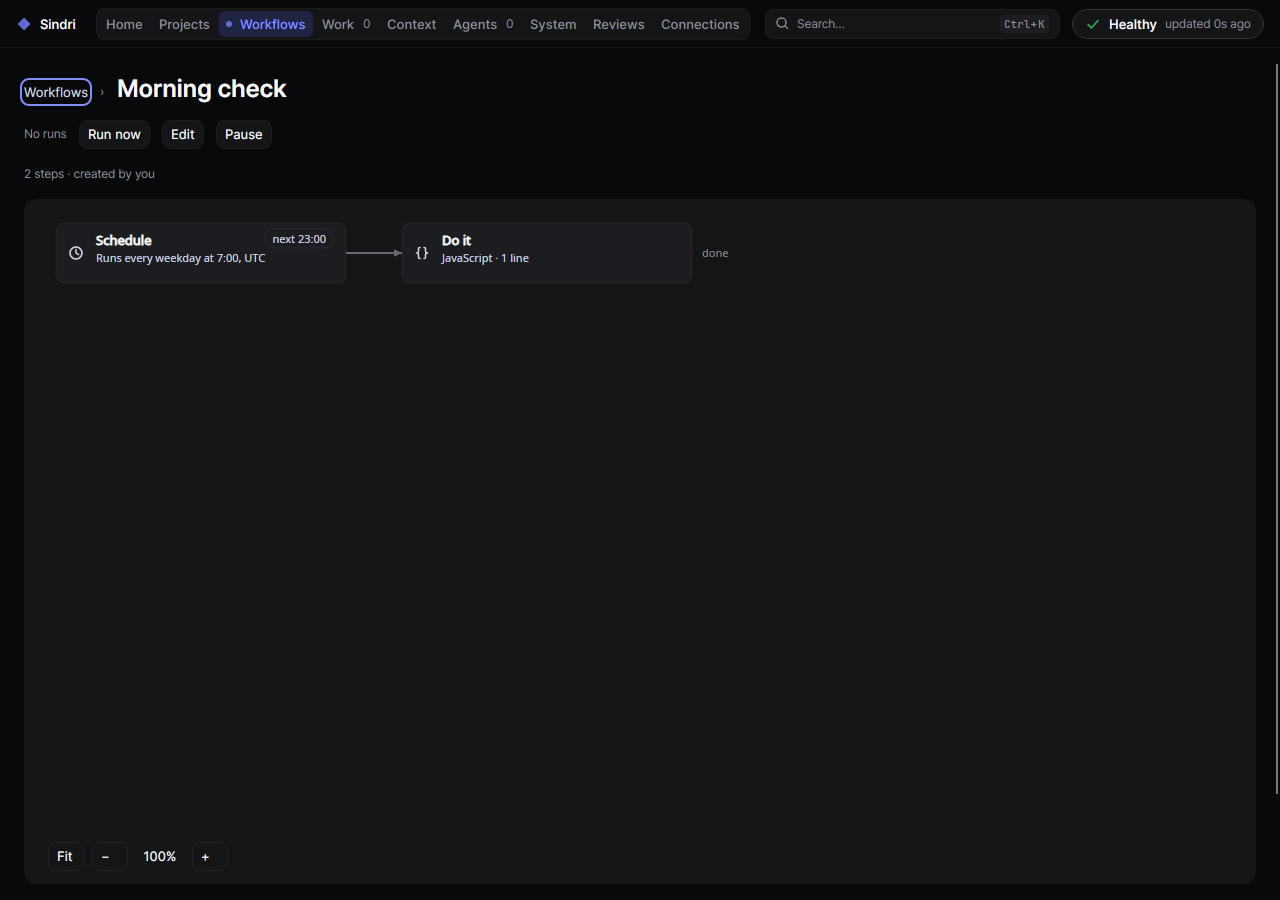 Sindri Home Projects Workflows Work 0 Context Agents 0 System Reviews Connections Search... Ctrl+K Healthy updated 0s ago
Workflows › Morning check
No runs Run now Edit Pause
2 steps · created by you
Schedule next 23:00
Runs every weekday at 7:00, UTC
{} Do it
JavaScript · 1 line
done
Fit − 100% +